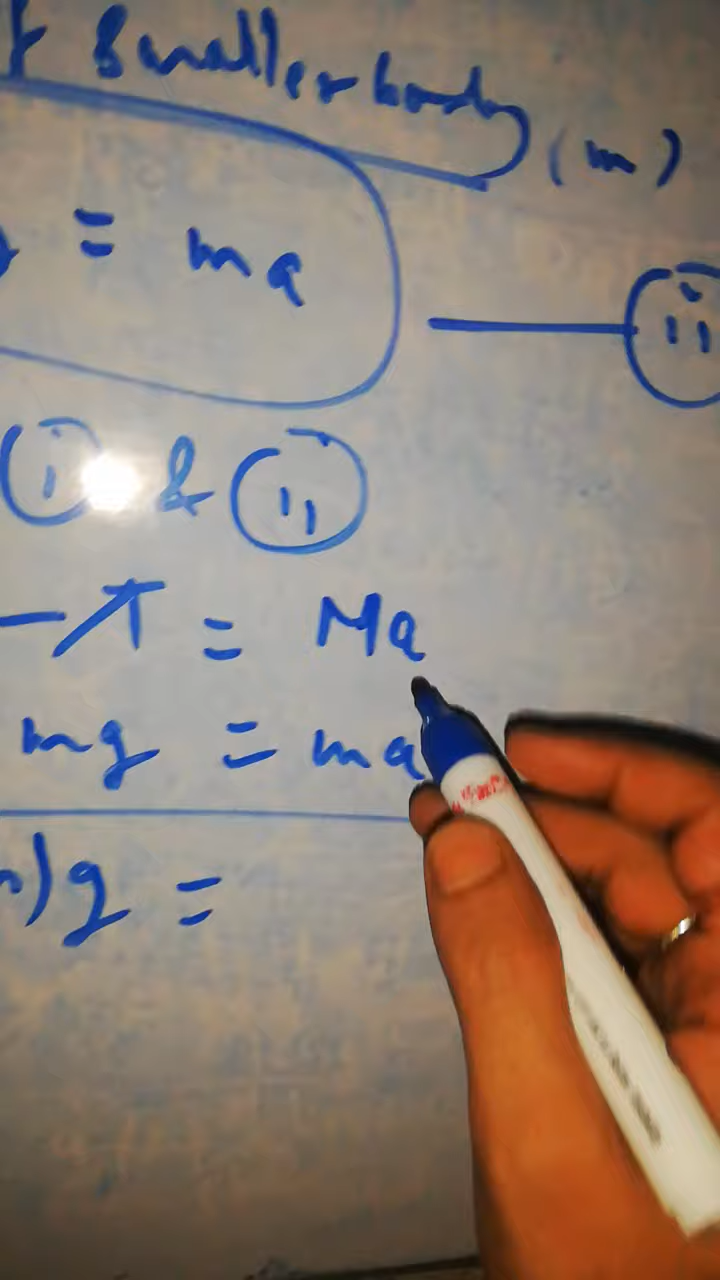 Smaller body (m)
= ma — (ii)
(i) & (ii)
- T = Ma
mg = ma
)g =